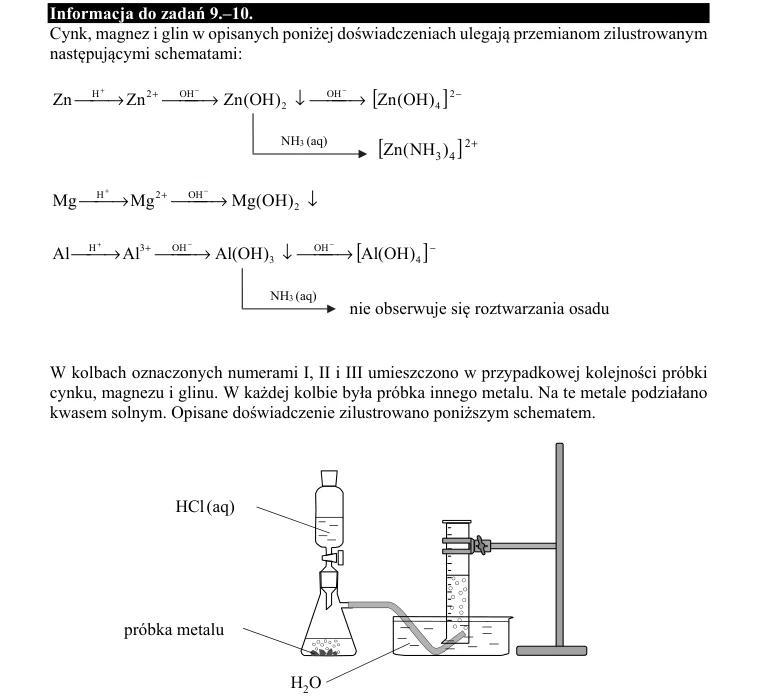 Informacja do zadań 9.–10.
Cynk, magnez i glin w opisanych poniżej doświadczeniach ulegają przemianom zilustrowanym
następującymi schematami:
Zn —H⁺→ Zn²⁺ —OH⁻→ Zn(OH)₂ ↓ —OH⁻→ [Zn(OH)₄]²⁻
NH₃ (aq) → [Zn(NH₃)₄]²⁺
Mg —H⁺→ Mg²⁺ —OH⁻→ Mg(OH)₂ ↓
Al —H⁺→ Al³⁺ —OH⁻→ Al(OH)₃ ↓ —OH⁻→ [Al(OH)₄]⁻
NH₃ (aq) → nie obserwuje się roztwarzania osadu
W kolbach oznaczonych numerami I, II i III umieszczono w przypadkowej kolejności próbki
cynku, magnezu i glinu. W każdej kolbie była próbka innego metalu. Na te metale podziałano
kwasem solnym. Opisane doświadczenie zilustrowano poniższym schematem.
HCl (aq)
próbka metalu
H₂O